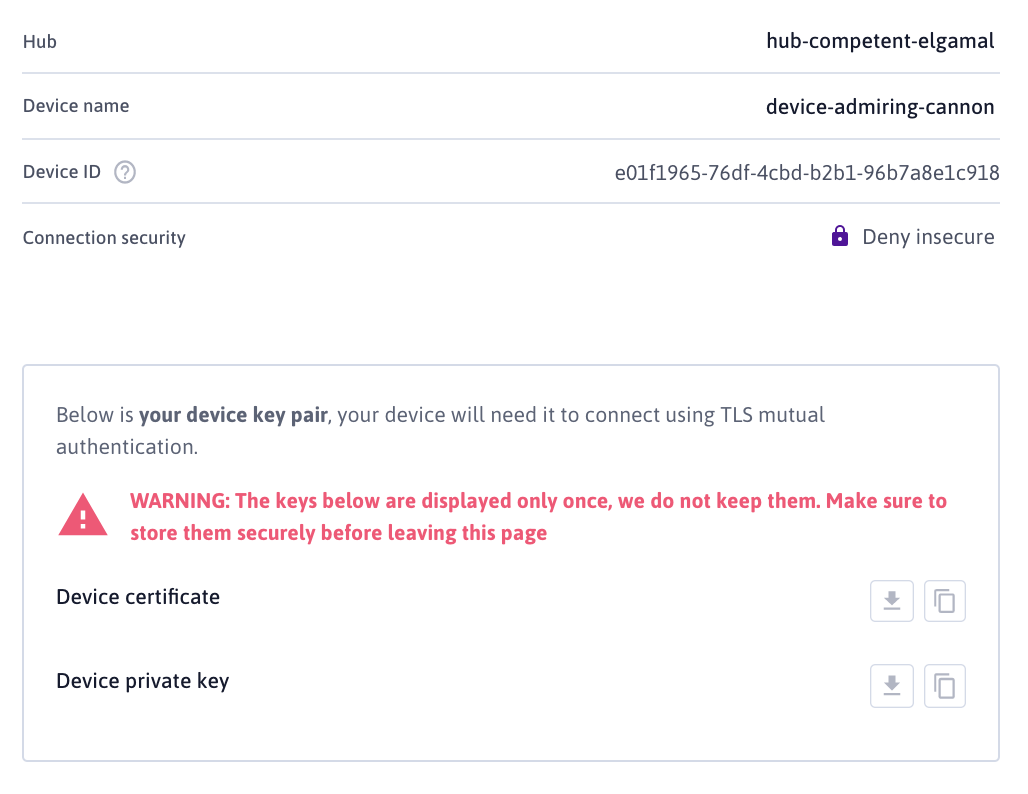 Hub
hub-competent-elgamal
Device name
device-admiring-cannon
Device ID
e01f1965-76df-4cbd-b2b1-96b7a8e1c918
Connection security
Deny insecure
Below is your device key pair, your device will need it to connect using TLS mutual
authentication.
WARNING: The keys below are displayed only once, we do not keep them. Make sure to
store them securely before leaving this page
Device certificate
Device private key